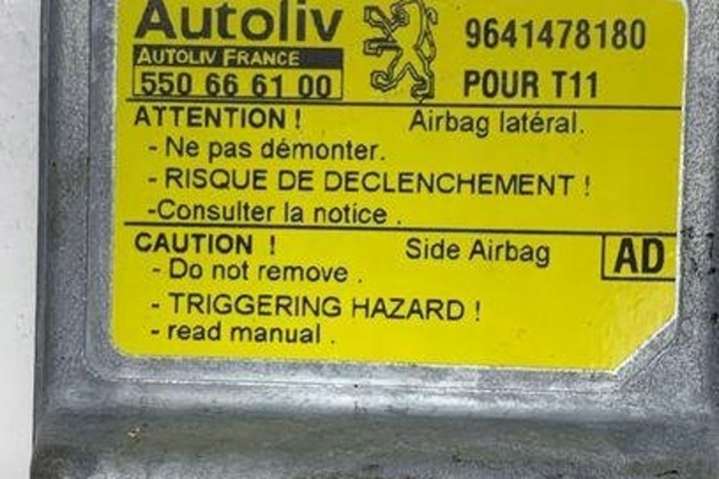 Autoliv 9641478180
AUTOLIV FRANCE
550 66 61 00 POUR T11
ATTENTION ! Airbag latéral.
- Ne pas démonter.
- RISQUE DE DECLENCHEMENT !
-Consulter la notice .
CAUTION ! Side Airbag AD
- Do not remove .
- TRIGGERING HAZARD !
- read manual .